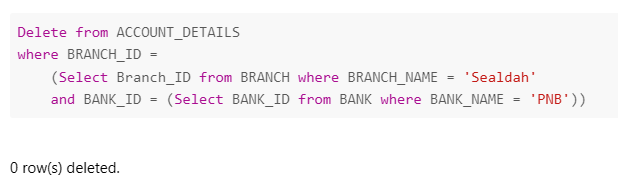 Delete from ACCOUNT_DETAILS
where BRANCH_ID =
(Select Branch_ID from BRANCH where BRANCH_NAME = 'Sealdah'
and BANK_ID = (Select BANK_ID from BANK where BANK_NAME = 'PNB'))
0 row(s) deleted.